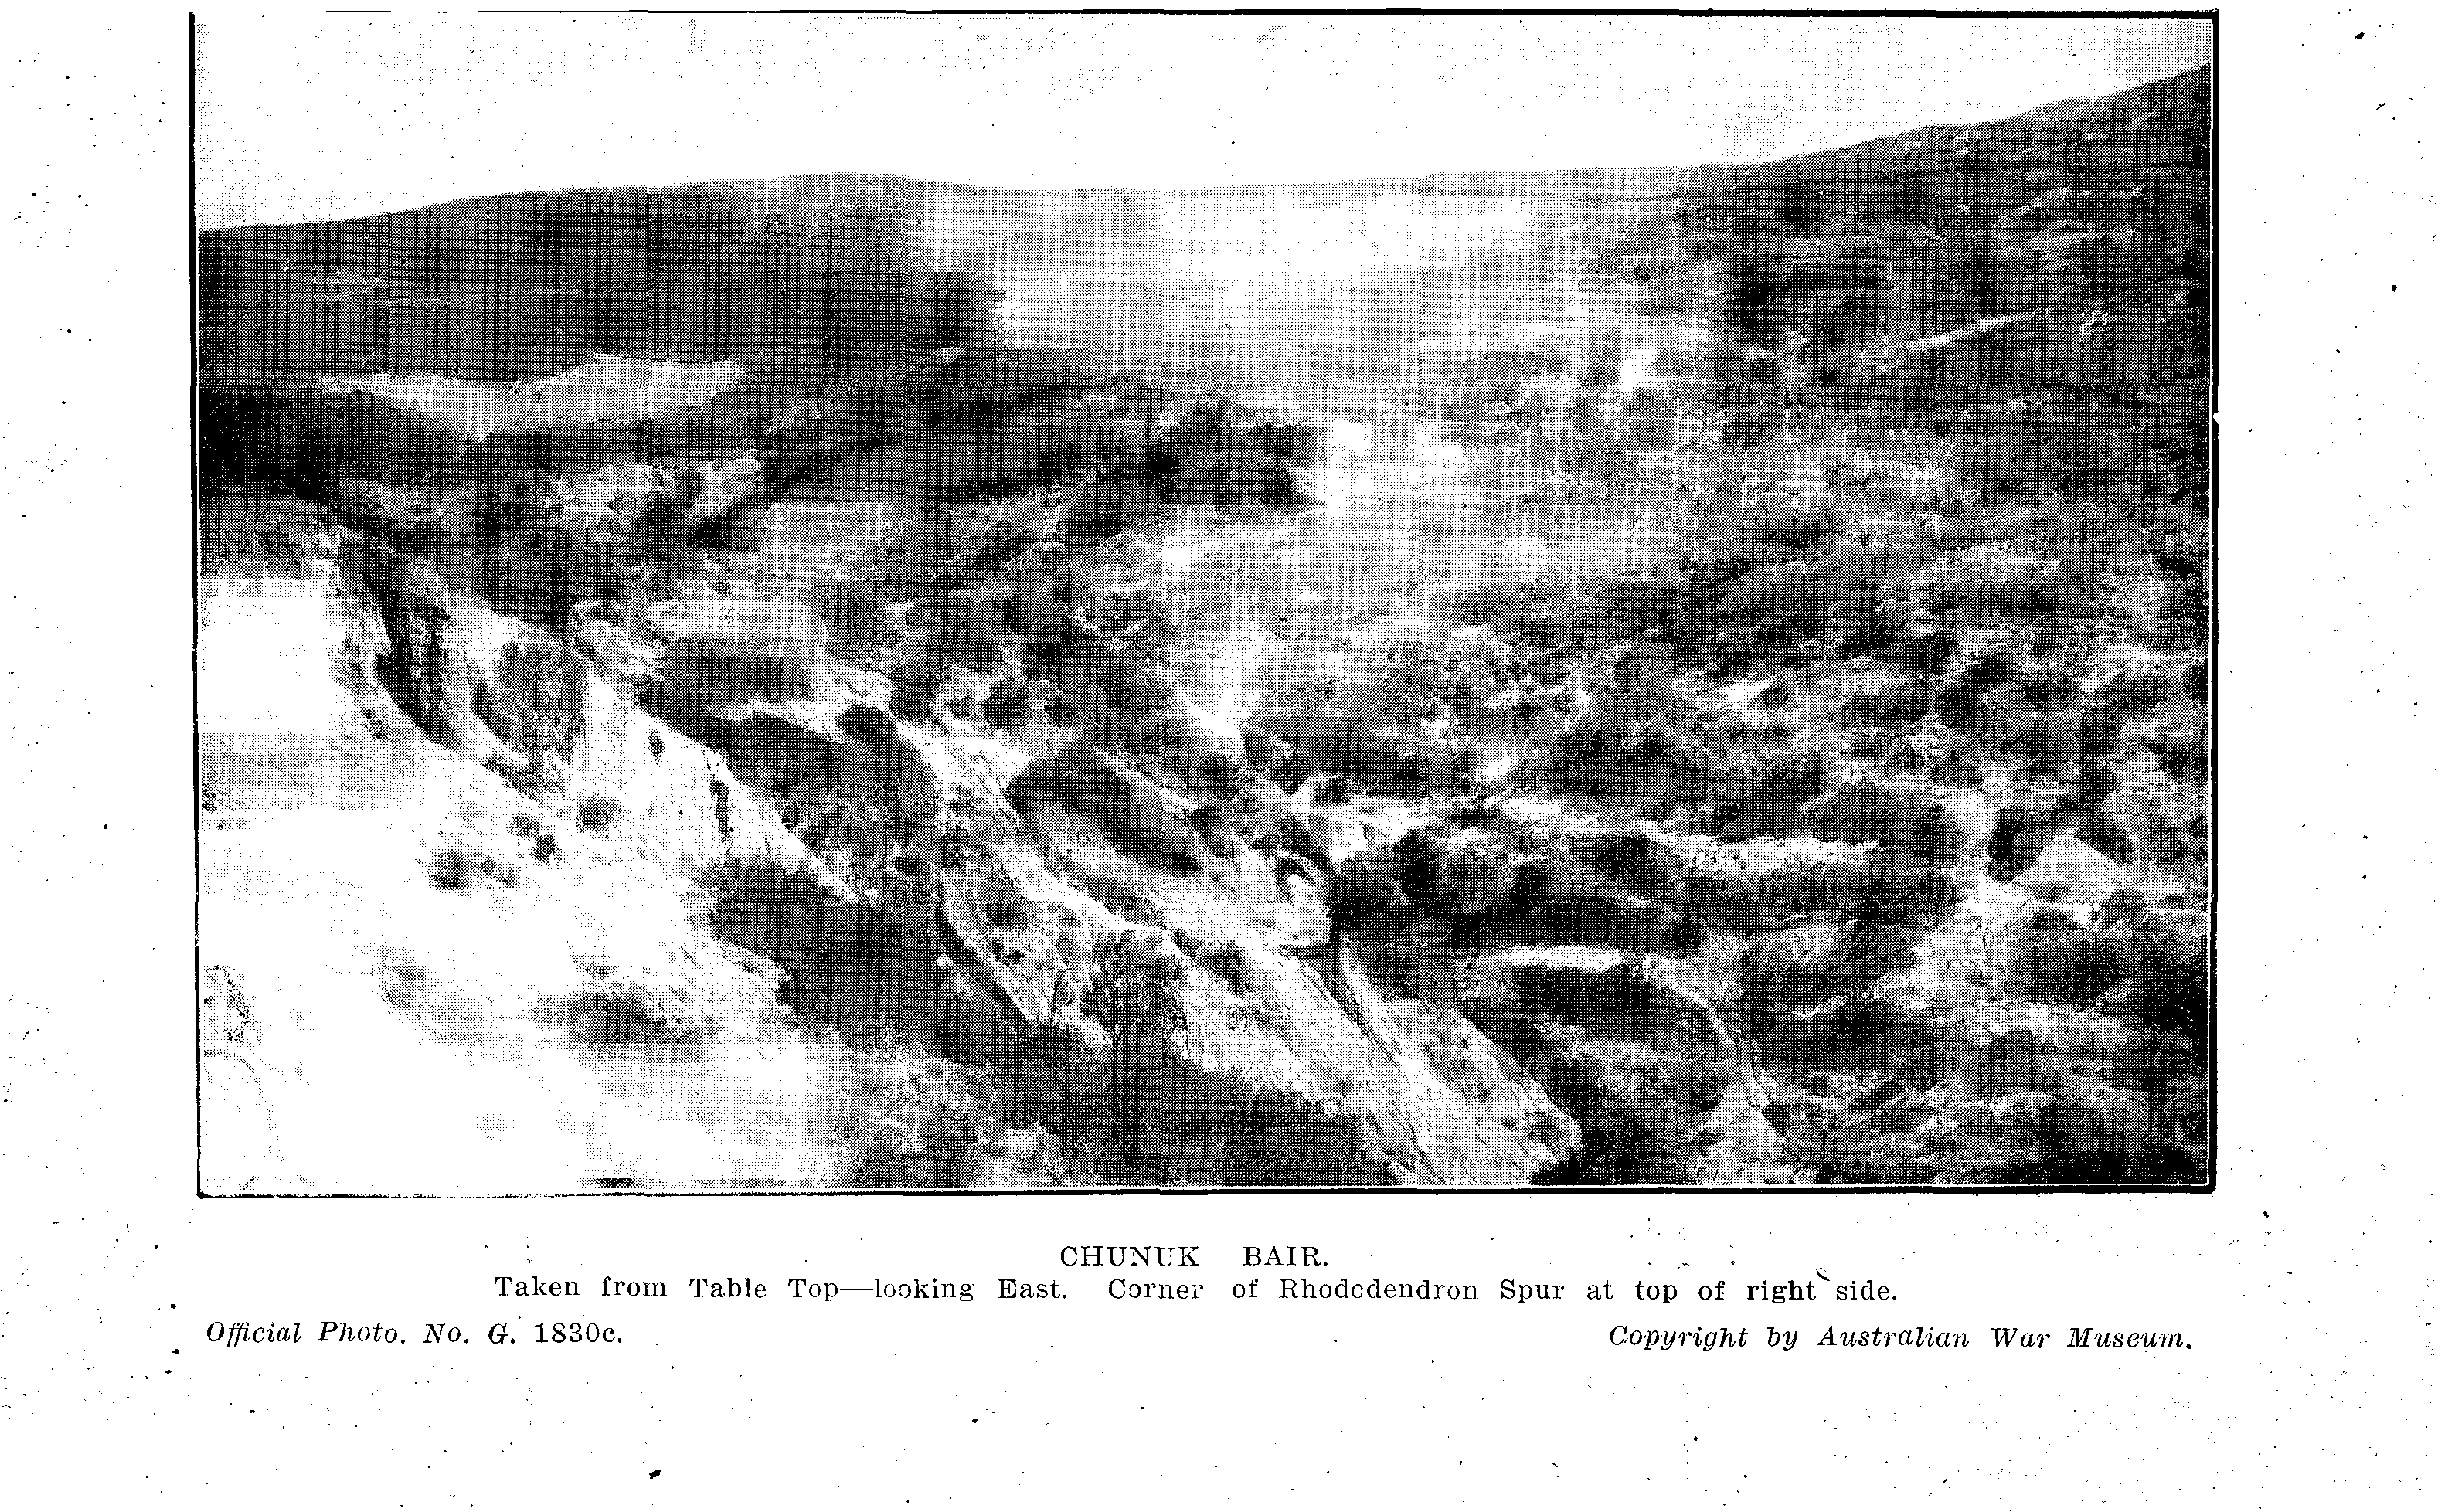 CHUNUK BAIR.
Taken from Table Top—looking East. Corner of Rhododendron Spur at top of right side.
Official Photo. No. G. 1830c.
Copyright by Australian War Museum.